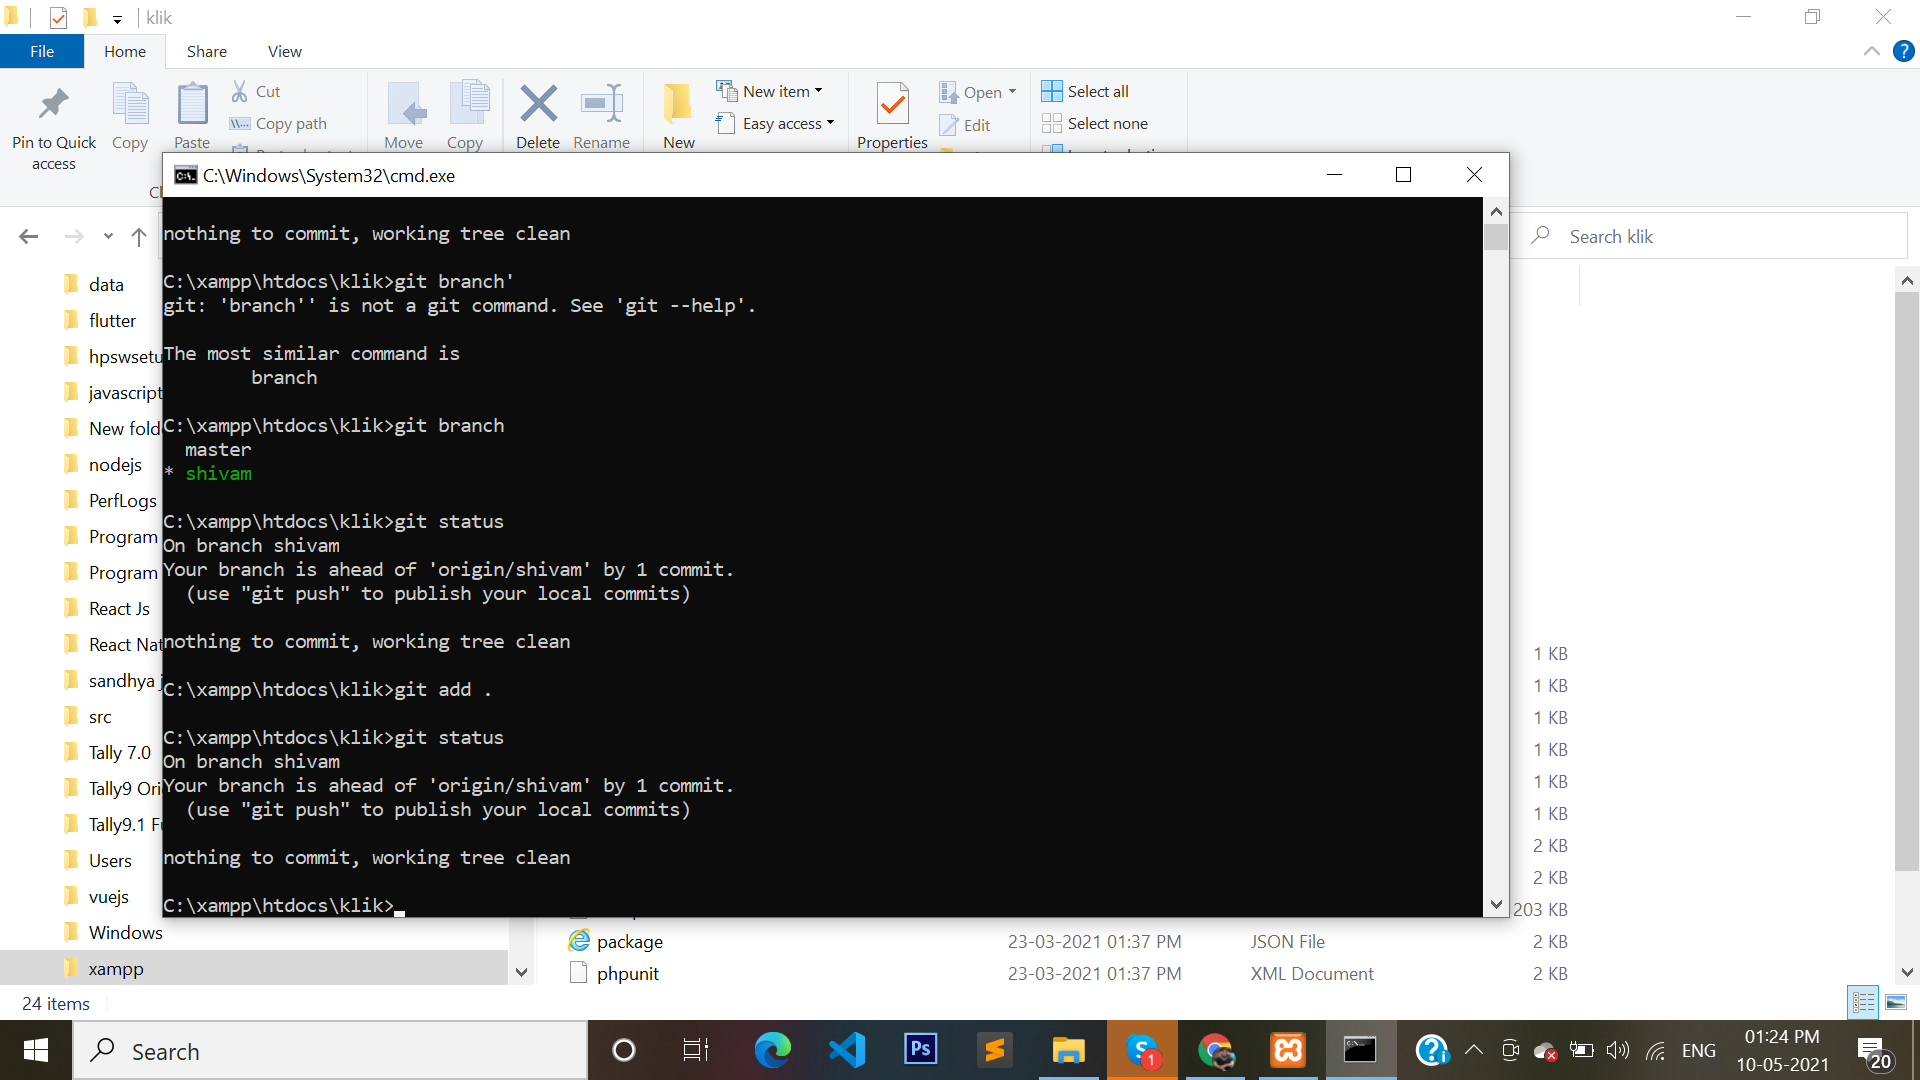 klik
File
Home
Share
View
Pin to Quick access
Copy
Paste
Cut
Copy path
Move
Copy
Delete
Rename
New
New item
Easy access
Properties
Open
Edit
Select all
Select none
C:\Windows\System32\cmd.exe
Search klik
data
flutter
hpswsetu
javascript
New fold
nodejs
PerfLogs
Program
Program
React Js
React Nat
sandhya j
src
Tally 7.0
Tally9 Ori
Tally9.1 Fu
Users
vuejs
Windows
xampp
nothing to commit, working tree clean
C:\xampp\htdocs\klik>git branch'
git: 'branch'' is not a git command. See 'git --help'.
The most similar command is
branch
C:\xampp\htdocs\klik>git branch
master
* shivam
C:\xampp\htdocs\klik>git status
On branch shivam
Your branch is ahead of 'origin/shivam' by 1 commit.
(use "git push" to publish your local commits)
nothing to commit, working tree clean
C:\xampp\htdocs\klik>git add .
C:\xampp\htdocs\klik>git status
On branch shivam
Your branch is ahead of 'origin/shivam' by 1 commit.
(use "git push" to publish your local commits)
nothing to commit, working tree clean
C:\xampp\htdocs\klik>
1 KB
1 KB
1 KB
1 KB
1 KB
1 KB
2 KB
2 KB
203 KB
package 23-03-2021 01:37 PM JSON File 2 KB
phpunit 23-03-2021 01:37 PM XML Document 2 KB
24 items
Search
Ps
1
ENG
01:24 PM
10-05-2021
20